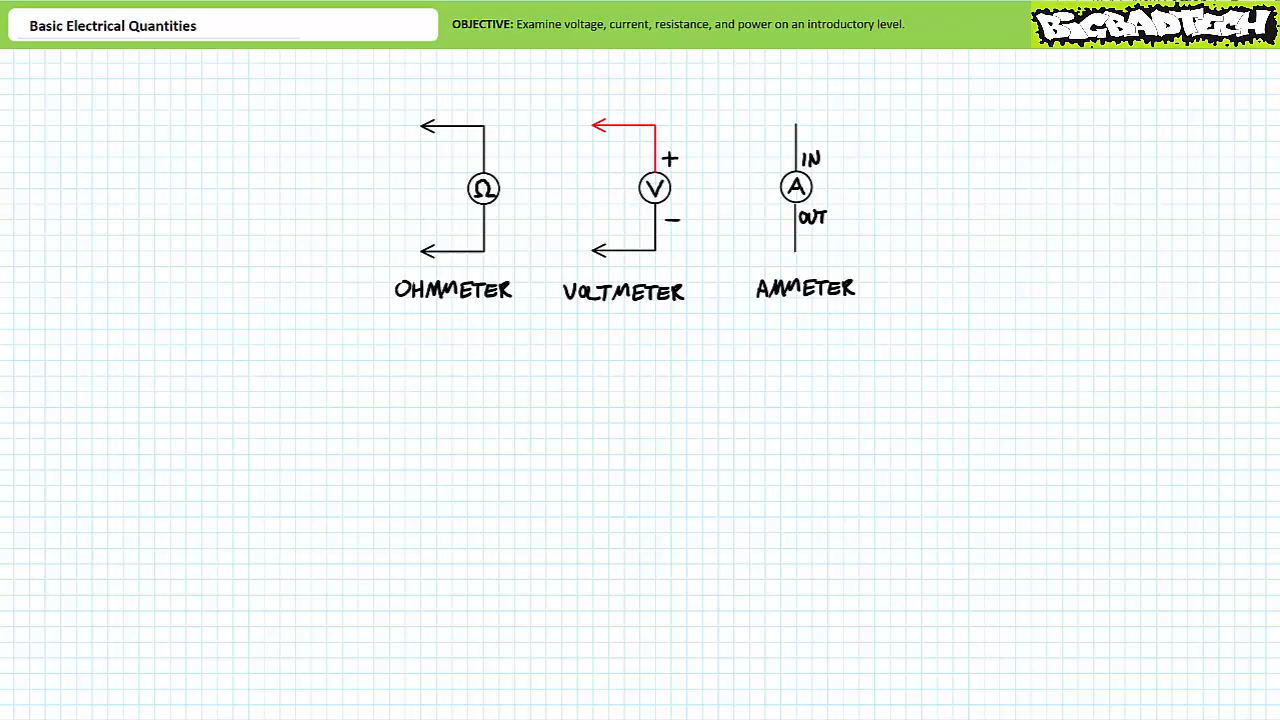 Basic Electrical Quantities
OBJECTIVE: Examine voltage, current, resistance, and power on an introductory level.
BIGBADTECH
Ω
V
+
-
IN
A
OUT
OHMMETER
VOLTMETER
AMMETER